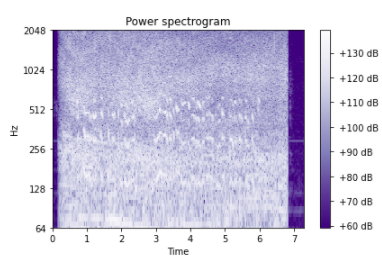 Power spectrogram
2048
1024
512
256
128
64
Hz
0 1 2 3 4 5 6 7
Time
+130 dB
+120 dB
+110 dB
+100 dB
+90 dB
+80 dB
+70 dB
+60 dB